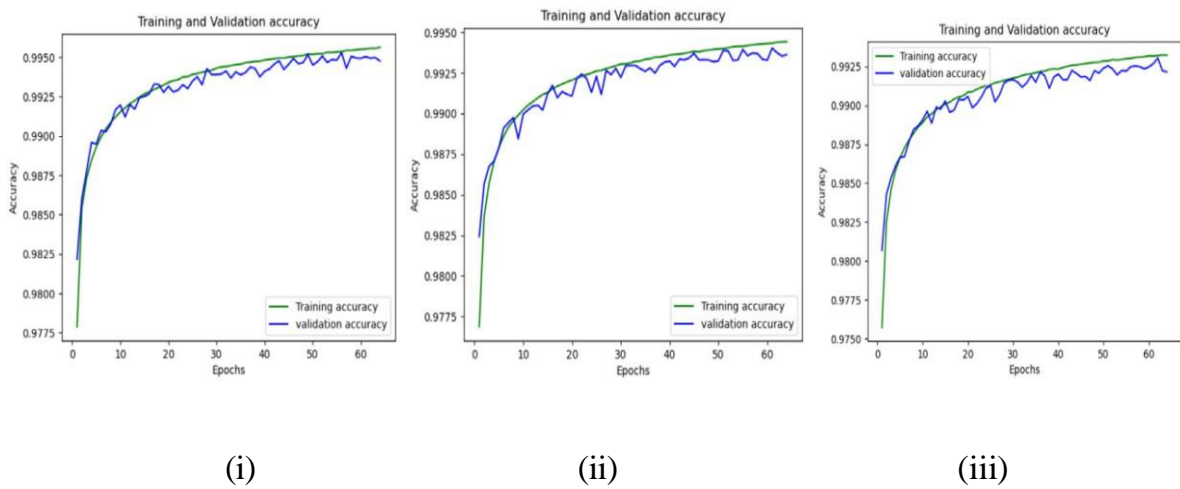 Training and Validation accuracy
0.9950
0.9925
0.9900
0.9875
0.9850
0.9825
0.9800
0.9775
Accuracy
Training accuracy
validation accuracy
0 10 20 30 40 50 60
Epochs
(i)
Training and Validation accuracy
0.9950
0.9925
0.9900
0.9875
0.9850
0.9825
0.9800
0.9775
Accuracy
Training accuracy
validation accuracy
0 10 20 30 40 50 60
Epochs
(ii)
Training and Validation accuracy
Training accuracy
validation accuracy
0.9925
0.9900
0.9875
0.9850
0.9825
0.9800
0.9775
0.9750
Accuracy
0 10 20 30 40 50 60
Epochs
(iii)